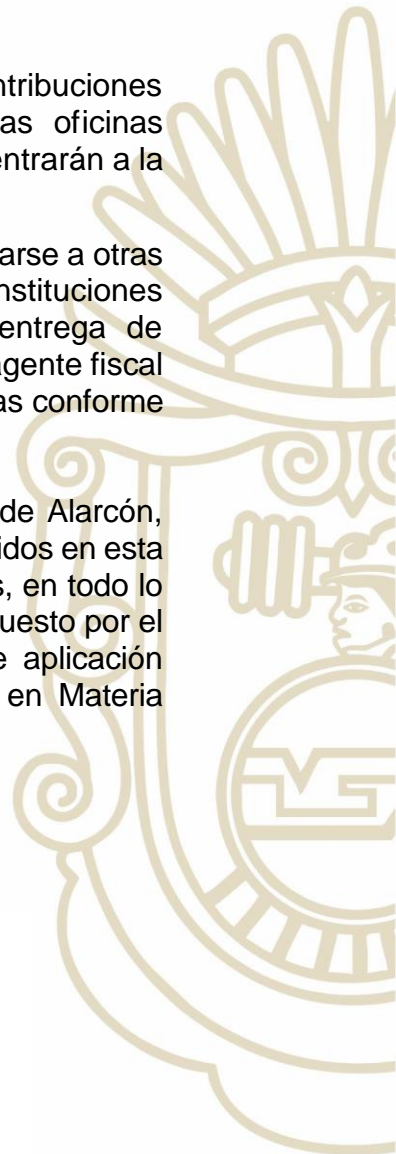 ntribuciones
as oficinas
entrarán a la
arse a otras
nstituciones
entrega de
agente fiscal
as conforme
de Alarcón,
idos en esta
s, en todo lo
uesto por el
e aplicación
en Materia